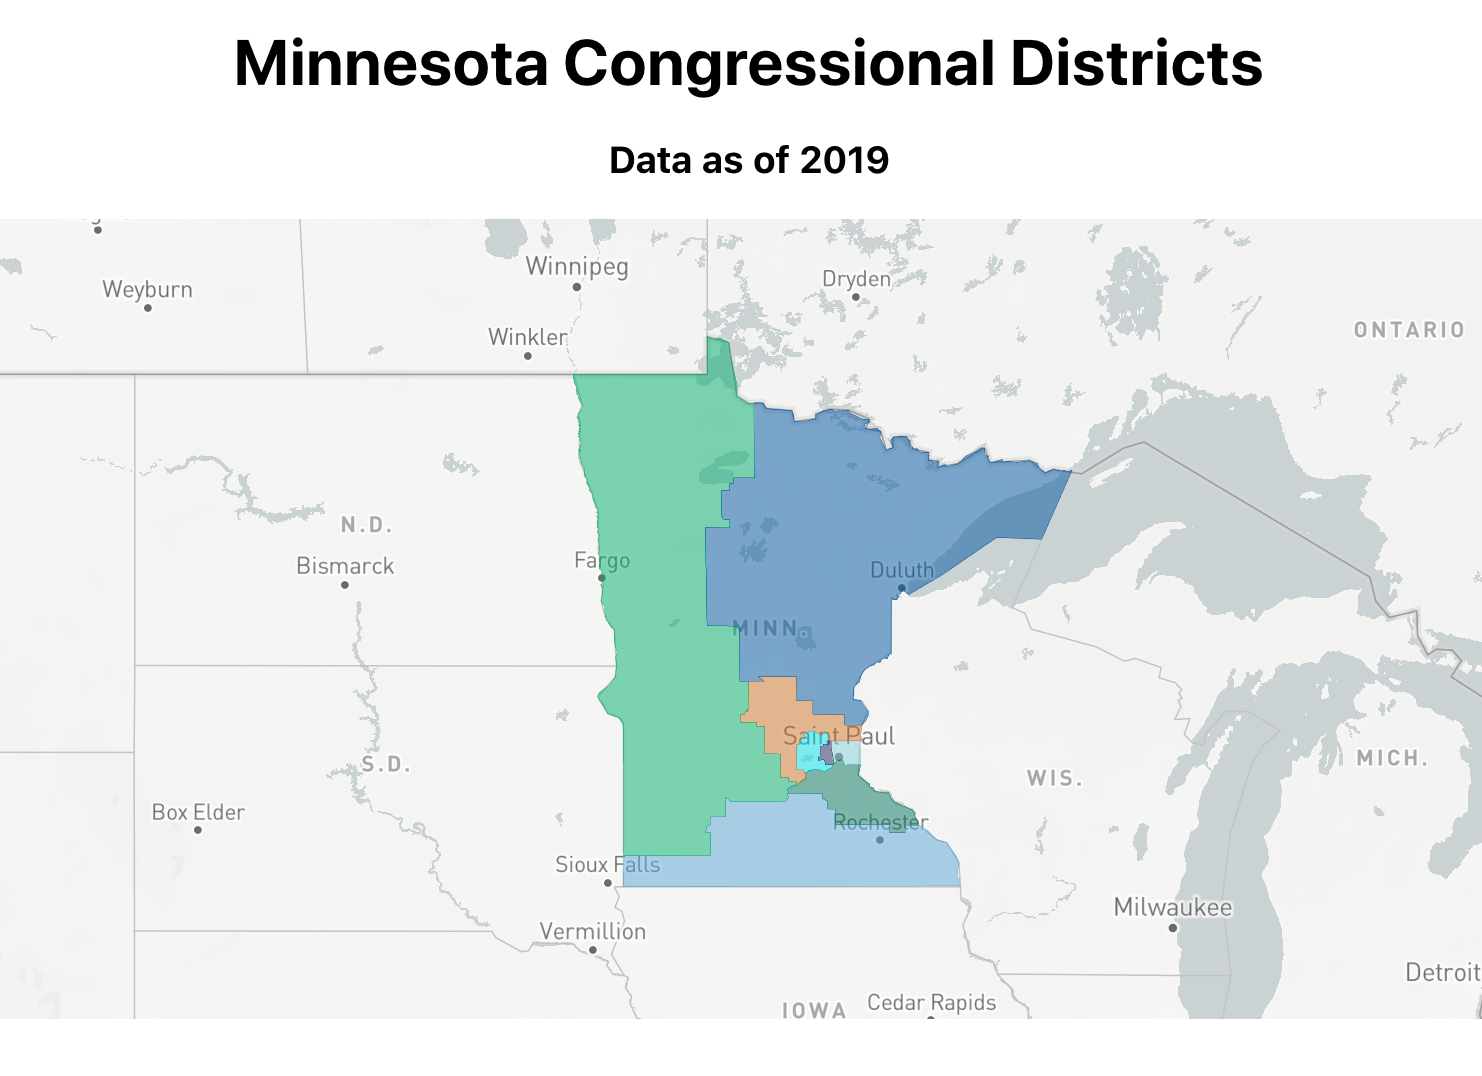 Minnesota Congressional Districts
Data as of 2019
Winnipeg
Dryden
Weyburn
Winkler
ONTARIO
N.D.
Bismarck
Fargo
Duluth
MINN.
Saint Paul
S.D.
MICH.
WIS.
Box Elder
Rochester
Sioux Falls
Milwaukee
Vermillion
Detroit
Cedar Rapids
IOWA